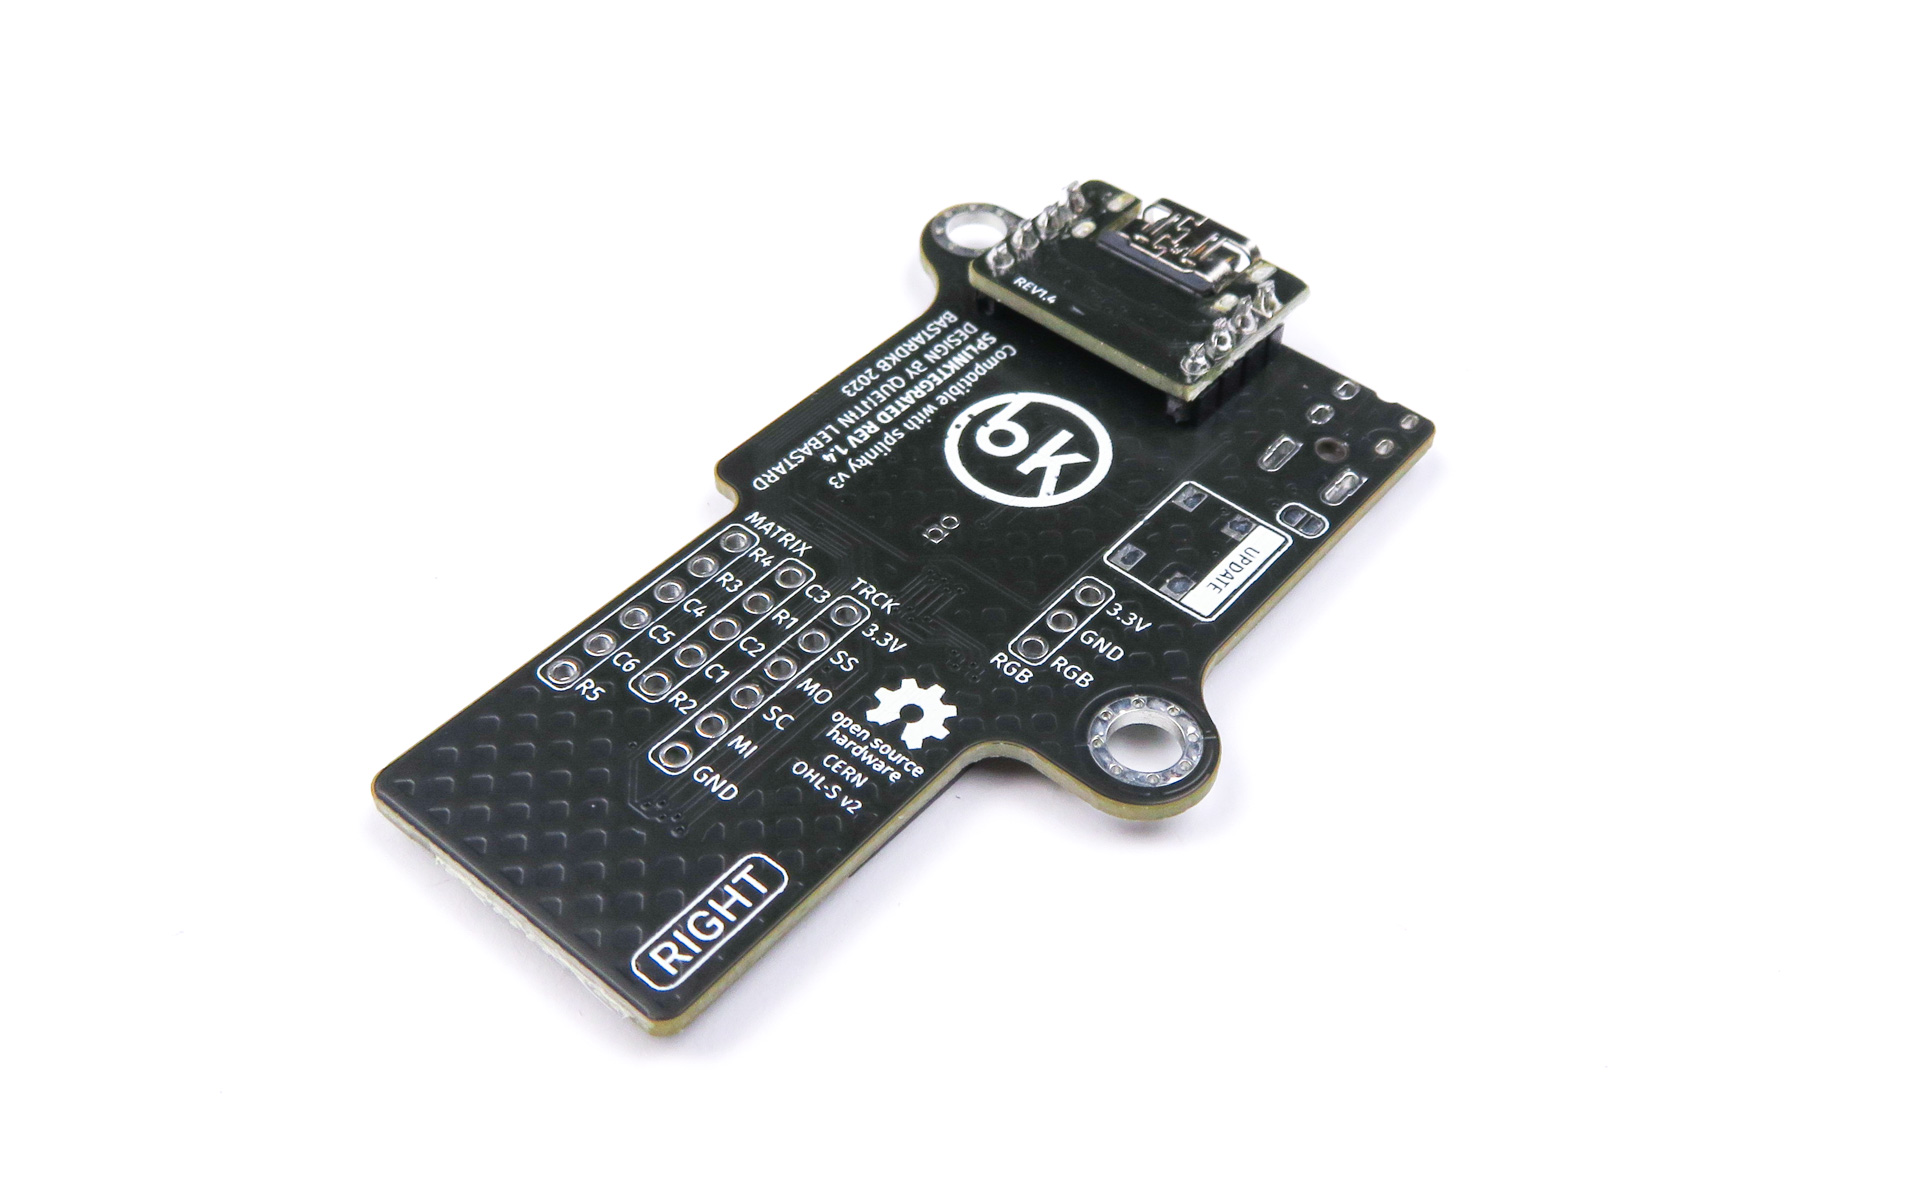 REV1.4
Compatible with splinky v3
SPLINKTEGRATED REV 1.4
DESIGN BY QUENTIN LEBASTARD
BASTARDKB 2023
bk
UPDATE
3.3V
GND
RGB
RGB
MATRIX
R4
R3
C4
C5
C6
R5
C3
R1
C2
C1
R2
TRCK
3.3V
SS
MO
SC
MI
GND
open source
hardware
CERN
OHL-S v2
RIGHT